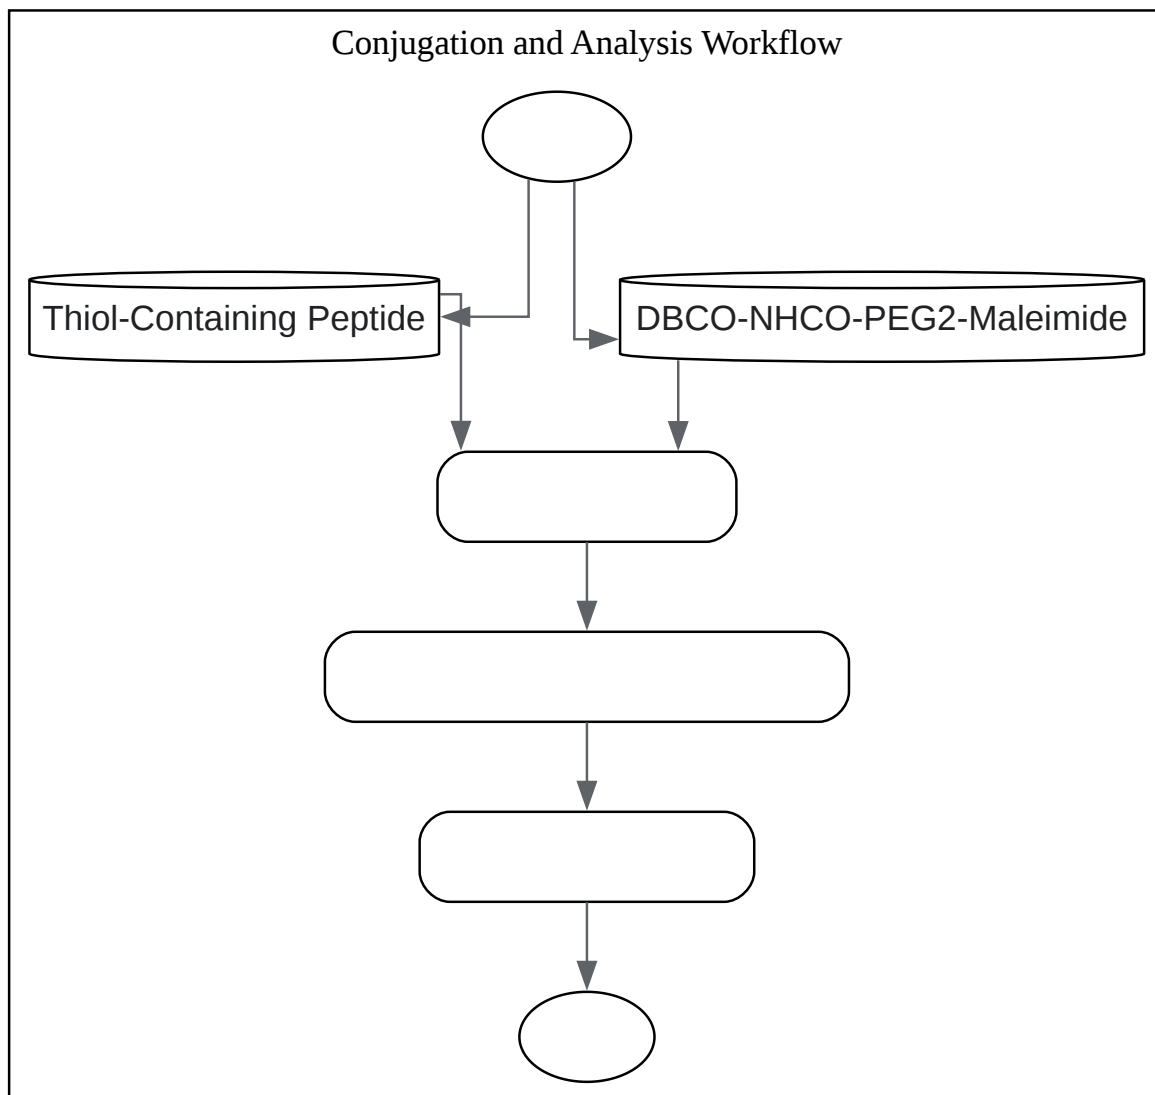 Conjugation and Analysis Workflow
Thiol-Containing Peptide
DBCO-NHCO-PEG2-Maleimide